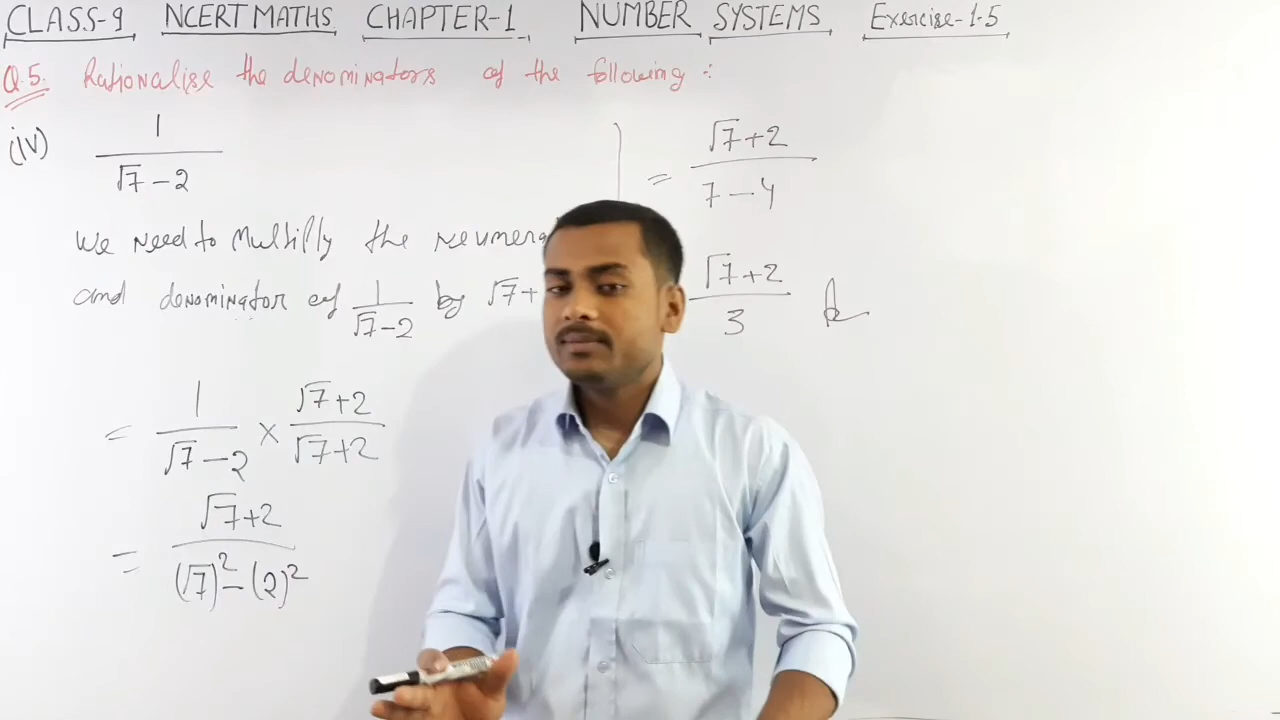 CLASS-9 NCERT MATHS CHAPTER-1 NUMBER SYSTEMS Exercise-1.5
Q.5. Rationalise the denominators of the following :
(iv) 1/(√7-2)
We need to Multiply the
and denominator of 1/(√7-2) by √7+
= 1/(√7-2) × (√7+2)/(√7+2)
= (√7+2)/((√7)²-(2)²)
= (√7+2)/(7-4)
(√7+2)/3